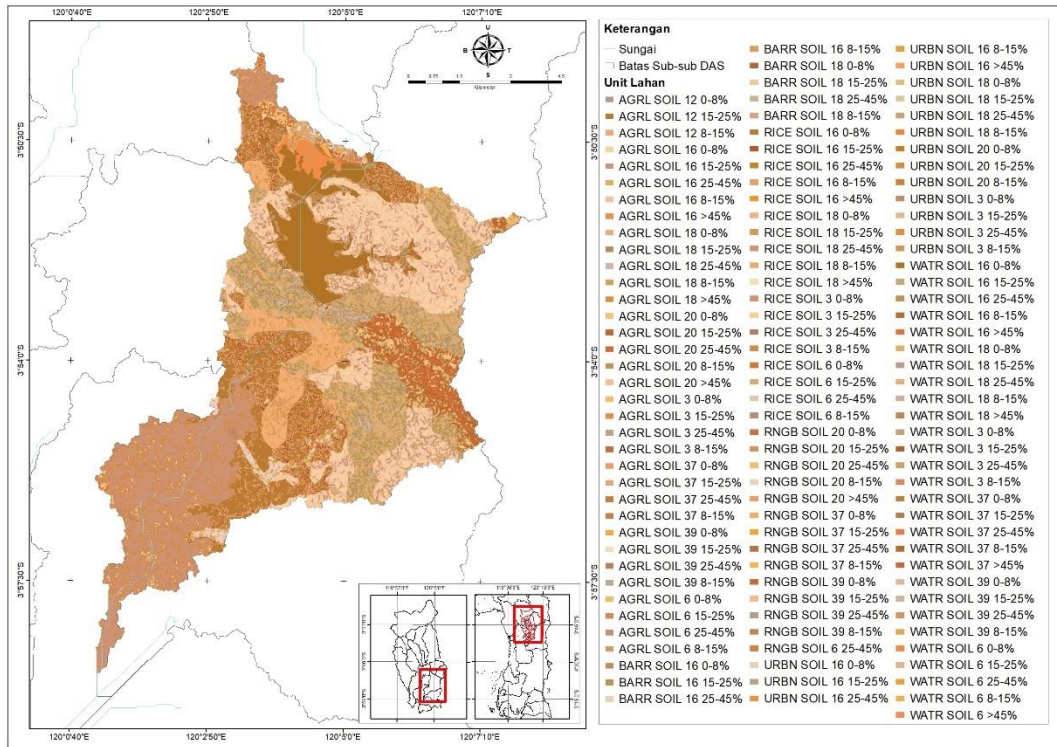 120°0'40"E
120°2'50"E
120°5'0"E
120°7'10"E
U
B
T
S
Kilometer
3°50'30"S
3°50'30"S
3°54'0"S
3°54'0"S
3°57'30"S
3°57'30"S
120°0'40"E
120°2'50"E
120°5'0"E
120°7'10"E
Keterangan
Sungai
Batas Sub-sub DAS
Unit Lahan
AGRL SOIL 12 0-8%
AGRL SOIL 12 15-25%
AGRL SOIL 12 8-15%
AGRL SOIL 16 0-8%
AGRL SOIL 16 15-25%
AGRL SOIL 16 25-45%
AGRL SOIL 16 8-15%
AGRL SOIL 16 >45%
AGRL SOIL 18 0-8%
AGRL SOIL 18 15-25%
AGRL SOIL 18 25-45%
AGRL SOIL 18 8-15%
AGRL SOIL 18 >45%
AGRL SOIL 20 0-8%
AGRL SOIL 20 15-25%
AGRL SOIL 20 25-45%
AGRL SOIL 20 8-15%
AGRL SOIL 20 >45%
AGRL SOIL 3 0-8%
AGRL SOIL 3 15-25%
AGRL SOIL 3 25-45%
AGRL SOIL 3 8-15%
AGRL SOIL 37 0-8%
AGRL SOIL 37 15-25%
AGRL SOIL 37 25-45%
AGRL SOIL 37 8-15%
AGRL SOIL 39 0-8%
AGRL SOIL 39 15-25%
AGRL SOIL 39 25-45%
AGRL SOIL 39 8-15%
AGRL SOIL 6 0-8%
AGRL SOIL 6 15-25%
AGRL SOIL 6 25-45%
AGRL SOIL 6 8-15%
BARR SOIL 16 0-8%
BARR SOIL 16 15-25%
BARR SOIL 16 25-45%
BARR SOIL 16 8-15%
BARR SOIL 18 0-8%
BARR SOIL 18 15-25%
BARR SOIL 18 25-45%
BARR SOIL 18 8-15%
RICE SOIL 16 0-8%
RICE SOIL 16 15-25%
RICE SOIL 16 25-45%
RICE SOIL 16 8-15%
RICE SOIL 16 >45%
RICE SOIL 18 0-8%
RICE SOIL 18 15-25%
RICE SOIL 18 25-45%
RICE SOIL 18 8-15%
RICE SOIL 18 >45%
RICE SOIL 3 0-8%
RICE SOIL 3 15-25%
RICE SOIL 3 25-45%
RICE SOIL 3 8-15%
RICE SOIL 6 0-8%
RICE SOIL 6 15-25%
RICE SOIL 6 25-45%
RICE SOIL 6 8-15%
RNGB SOIL 20 0-8%
RNGB SOIL 20 15-25%
RNGB SOIL 20 25-45%
RNGB SOIL 20 8-15%
RNGB SOIL 20 >45%
RNGB SOIL 37 0-8%
RNGB SOIL 37 15-25%
RNGB SOIL 37 25-45%
RNGB SOIL 37 8-15%
RNGB SOIL 39 0-8%
RNGB SOIL 39 15-25%
RNGB SOIL 39 25-45%
RNGB SOIL 39 8-15%
RNGB SOIL 6 25-45%
URBN SOIL 16 0-8%
URBN SOIL 16 15-25%
URBN SOIL 16 25-45%
URBN SOIL 16 8-15%
URBN SOIL 16 >45%
URBN SOIL 18 0-8%
URBN SOIL 18 15-25%
URBN SOIL 18 25-45%
URBN SOIL 18 8-15%
URBN SOIL 20 0-8%
URBN SOIL 20 15-25%
URBN SOIL 20 8-15%
URBN SOIL 3 0-8%
URBN SOIL 3 15-25%
URBN SOIL 3 25-45%
URBN SOIL 3 8-15%
WATR SOIL 16 0-8%
WATR SOIL 16 15-25%
WATR SOIL 16 25-45%
WATR SOIL 16 8-15%
WATR SOIL 16 >45%
WATR SOIL 18 0-8%
WATR SOIL 18 15-25%
WATR SOIL 18 25-45%
WATR SOIL 18 8-15%
WATR SOIL 18 >45%
WATR SOIL 3 0-8%
WATR SOIL 3 15-25%
WATR SOIL 3 25-45%
WATR SOIL 3 8-15%
WATR SOIL 37 0-8%
WATR SOIL 37 15-25%
WATR SOIL 37 25-45%
WATR SOIL 37 8-15%
WATR SOIL 37 >45%
WATR SOIL 39 0-8%
WATR SOIL 39 15-25%
WATR SOIL 39 25-45%
WATR SOIL 39 8-15%
WATR SOIL 6 0-8%
WATR SOIL 6 15-25%
WATR SOIL 6 25-45%
WATR SOIL 6 8-15%
WATR SOIL 6 >45%